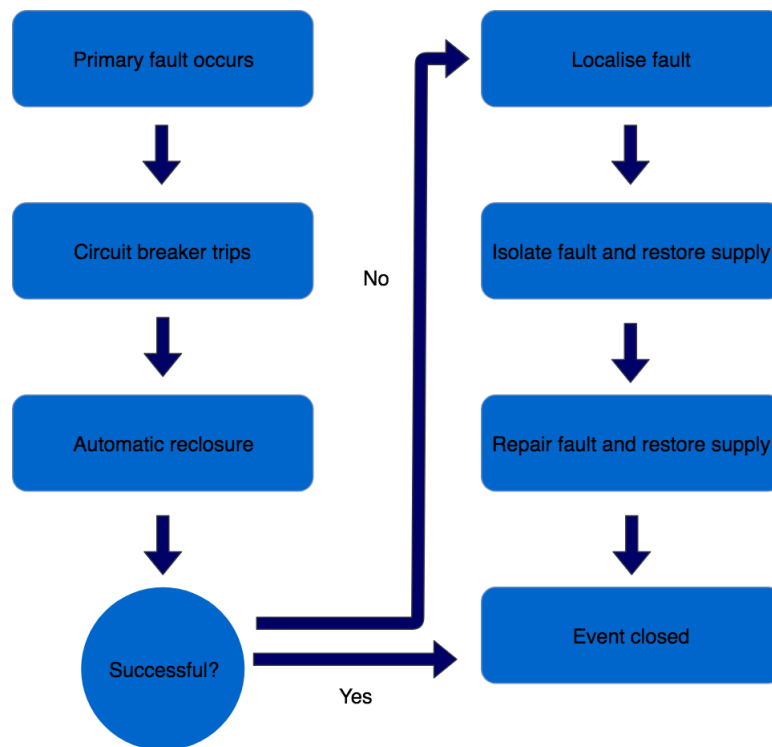 Primary fault occurs
Circuit breaker trips
Automatic reclosure
Successful?
No
Yes
Localise fault
Isolate fault and restore supply
Repair fault and restore supply
Event closed